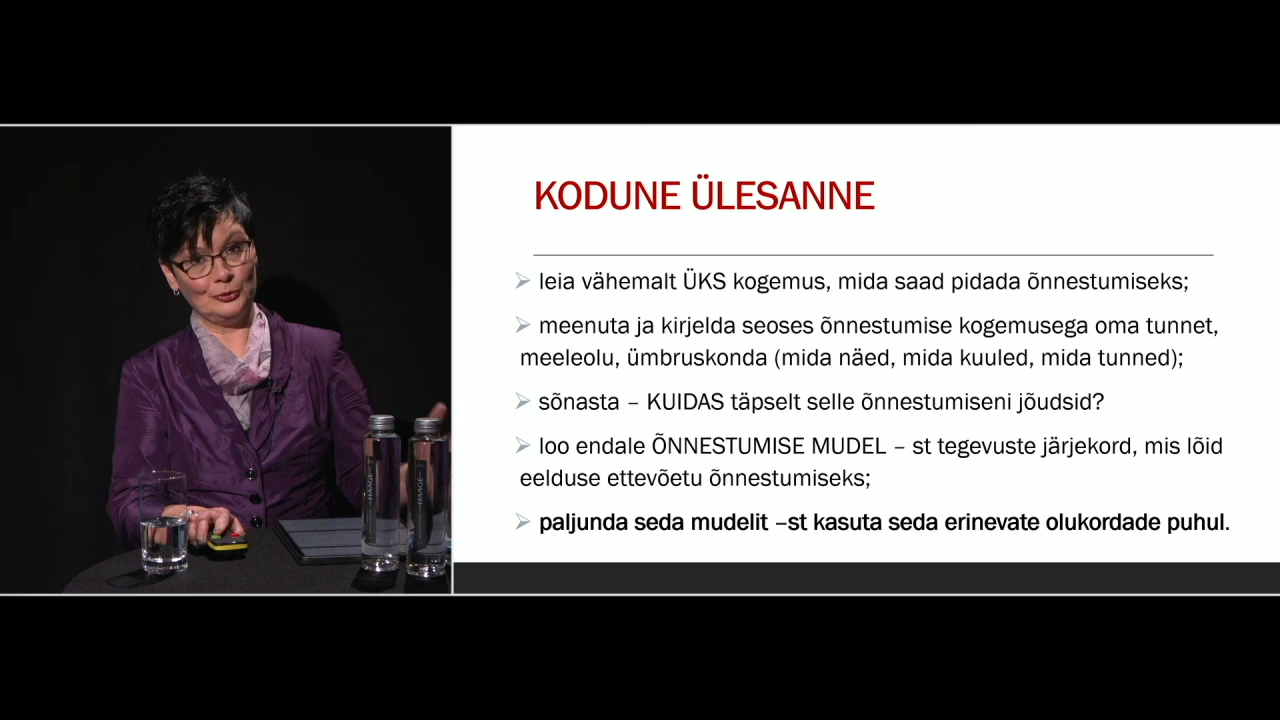 KODUNE ÜLESANNE
➢ leia vähemalt ÜKS kogemus, mida saad pidada õnnestumiseks;
➢ meenuta ja kirjelda seoses õnnestumise kogemusega oma tunnet,
meeleolu, ümbruskonda (mida näed, mida kuuled, mida tunned);
➢ sõnasta – KUIDAS täpselt selle õnnestumiseni jõudsid?
➢ loo endale ÕNNESTUMISE MUDEL – st tegevuste järjekord, mis lõid
eelduse ettevõetu õnnestumiseks;
➢ paljunda seda mudelit –st kasuta seda erinevate olukordade puhul.